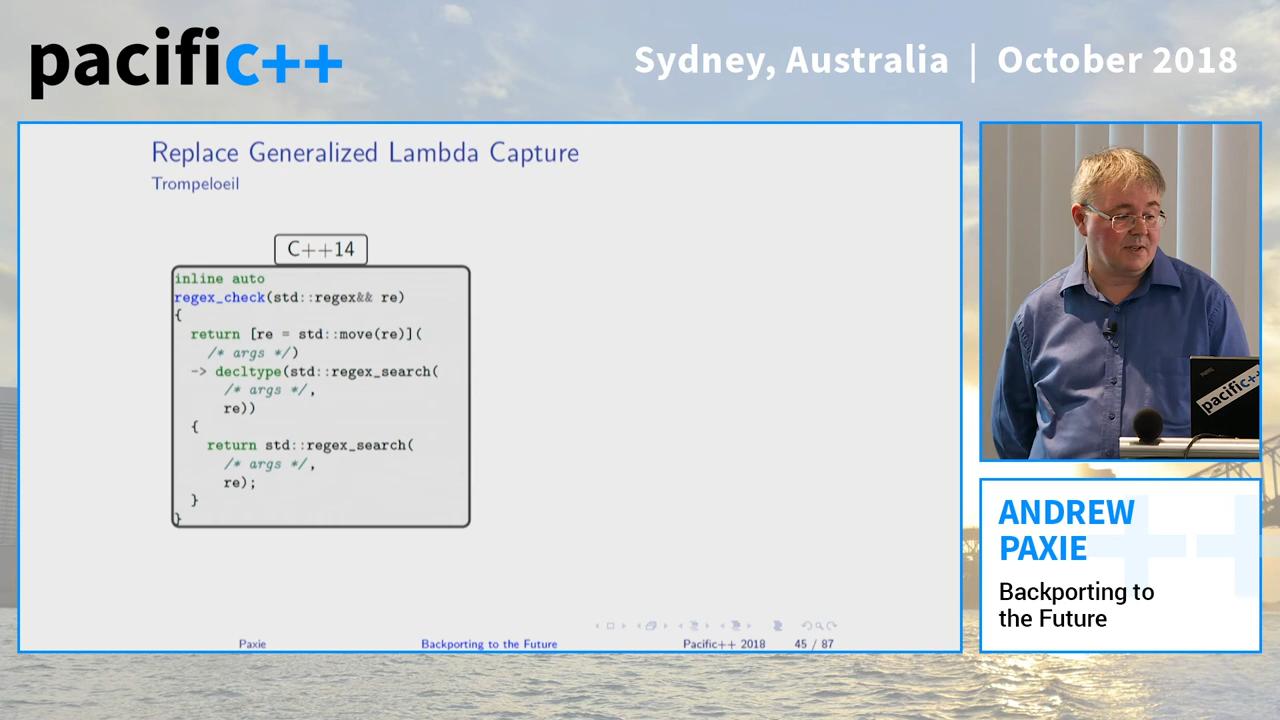 pacific++
Sydney, Australia | October 2018
Replace Generalized Lambda Capture
Trompeloeil
C++14
inline auto
regex_check(std::regex&& re)
{
  return [re = std::move(re)](
    /* args */)
  -> decltype(std::regex_search(
      /* args */,
      re))
  {
    return std::regex_search(
      /* args */,
      re);
  }
}
Paxie
Backporting to the Future
Pacific++ 2018
45 / 87
pacific++
ANDREW
PAXIE
Backporting to
the Future